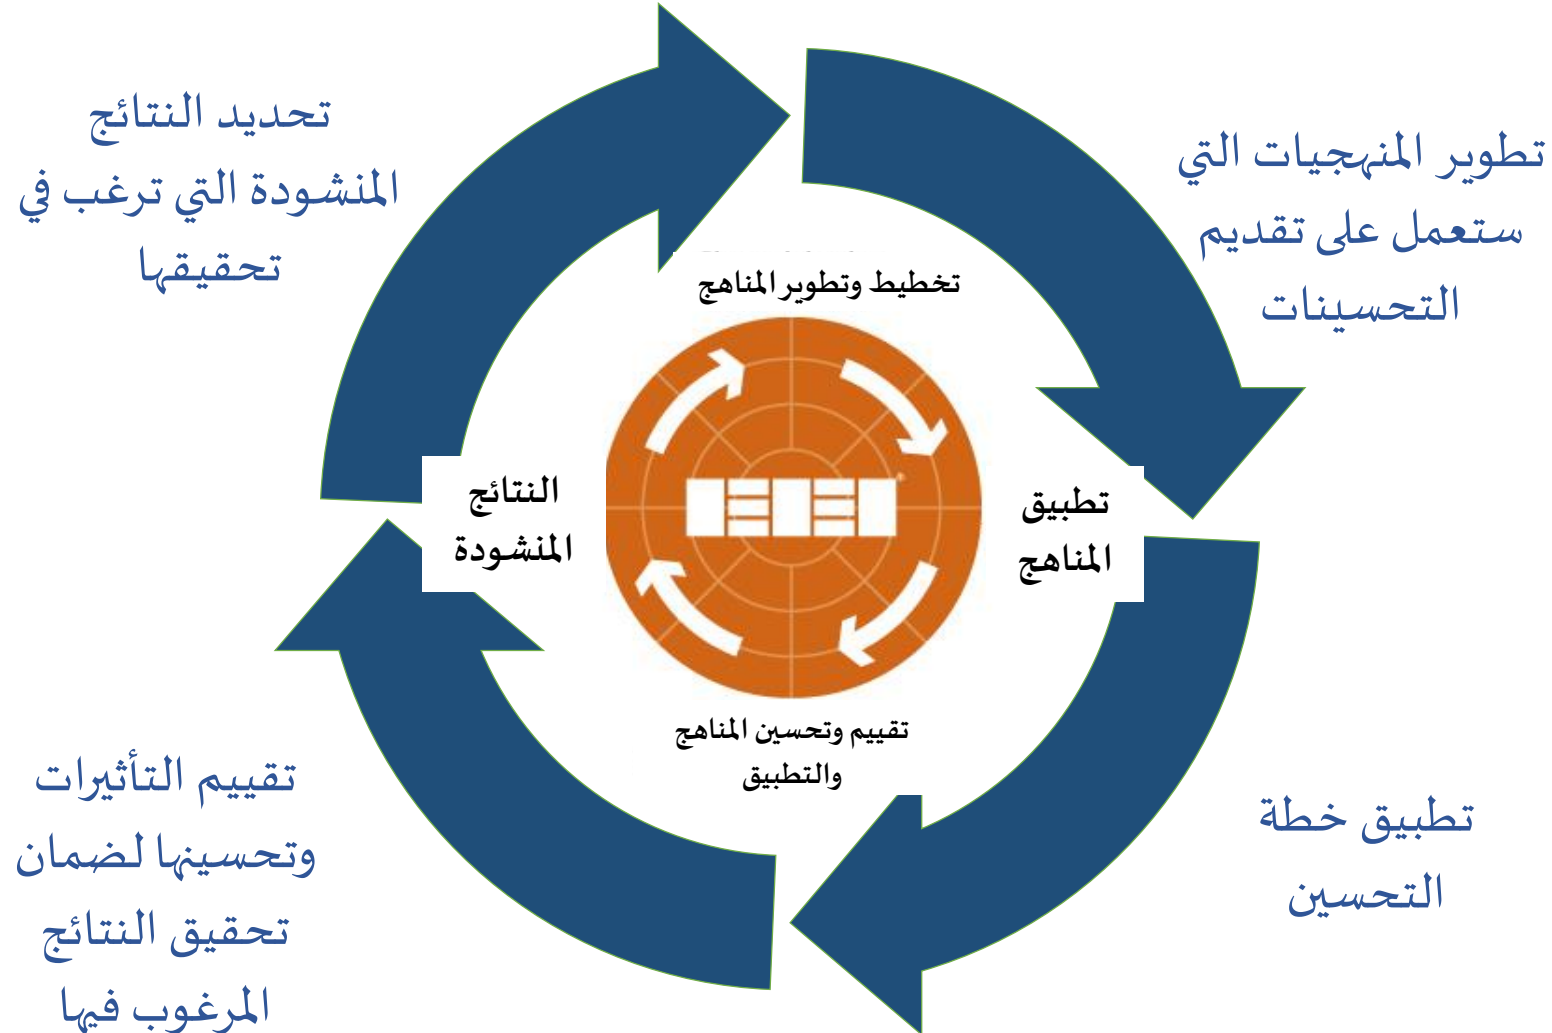 تحديد النتائج
المنشودة التي ترغب في
تحقيقها
تطوير المنهجيات التي
ستعمل على تقديم
التحسينات
تخطيط وتطوير المناهج
النتائج
المنشودة
تطبيق
المناهج
تقييم وتحسين المناهج
والتطبيق
تقييم التأثيرات
وتحسينها لضمان
تحقيق النتائج
المرغوب فيها
تطبيق خطة
التحسين